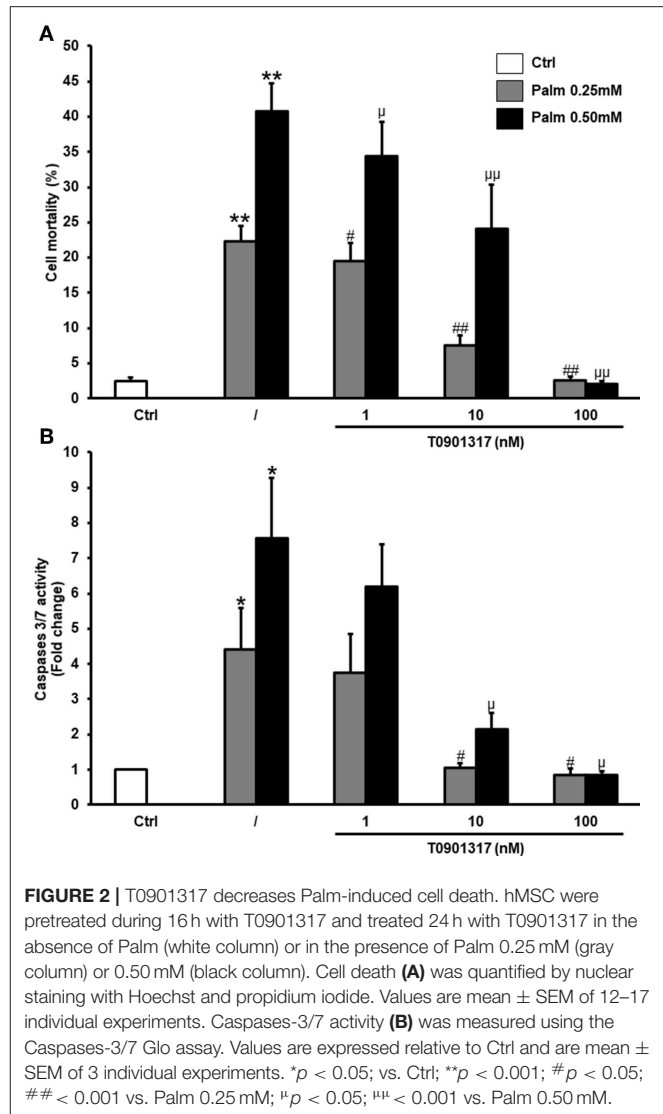 A
Cell mortality (%)
50
45
40
35
30
25
20
15
10
5
0
Ctrl
Palm 0.25mM
Palm 0.50mM
**
**
#
µ
##
µµ
##
µµ
Ctrl / 1 10 100
T0901317 (nM)
B
Caspases 3/7 activity
(Fold change)
10
9
8
7
6
5
4
3
2
1
0
*
*
#
µ
#
µ
Ctrl / 1 10 100
T0901317 (nM)
FIGURE 2 | T0901317 decreases Palm-induced cell death. hMSC were
pretreated during 16 h with T0901317 and treated 24 h with T0901317 in the
absence of Palm (white column) or in the presence of Palm 0.25 mM (gray
column) or 0.50 mM (black column). Cell death (A) was quantified by nuclear
staining with Hoechst and propidium iodide. Values are mean ± SEM of 12–17
individual experiments. Caspases-3/7 activity (B) was measured using the
Caspases-3/7 Glo assay. Values are expressed relative to Ctrl and are mean ±
SEM of 3 individual experiments. *p < 0.05; vs. Ctrl; **p < 0.001; #p < 0.05;
##< 0.001 vs. Palm 0.25 mM; µp < 0.05; µµ< 0.001 vs. Palm 0.50 mM.